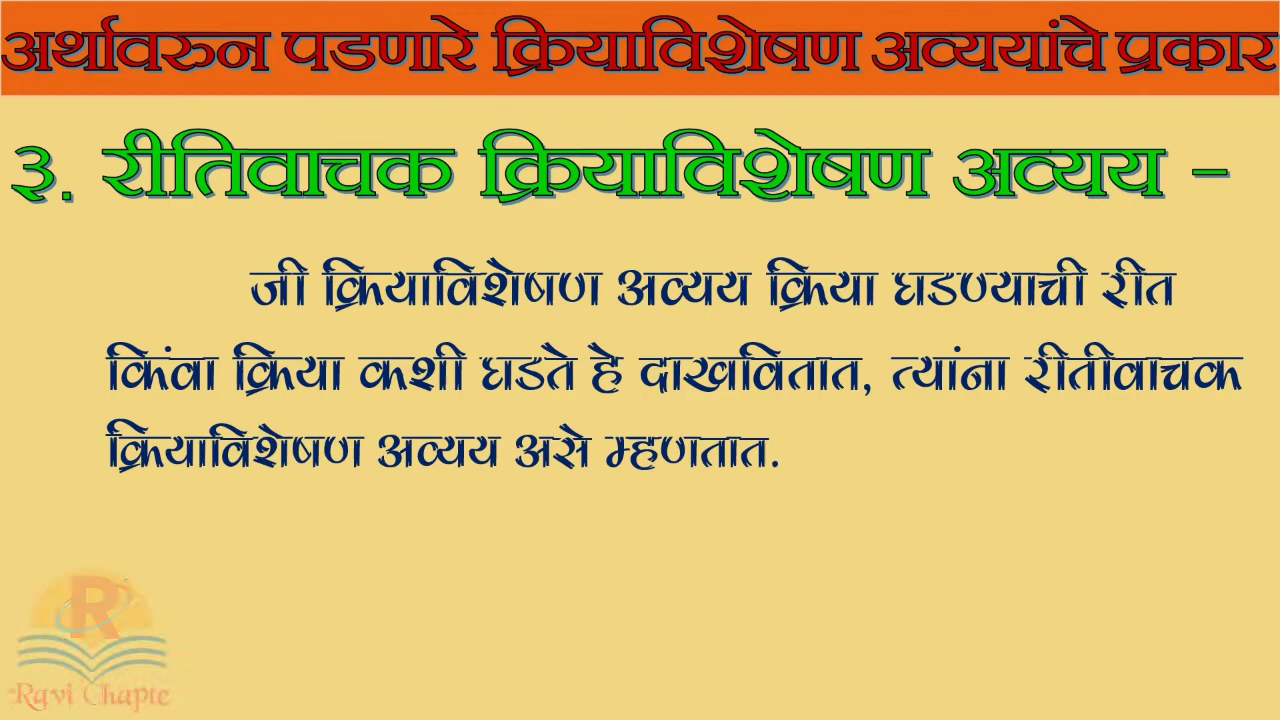 अर्थावरुन पडणारे क्रियाविशेषण अव्ययांचे प्रकार
३. रीतिवाचक क्रियाविशेषण अव्यय -
जी क्रियाविशेषण अव्यय क्रिया घडण्याची रीत
किंवा क्रिया कशी घडते हे दाखवितात, त्यांना रीतीवाचक
क्रियाविशेषण अव्यय असे म्हणतात.
R
Ravi Chapte